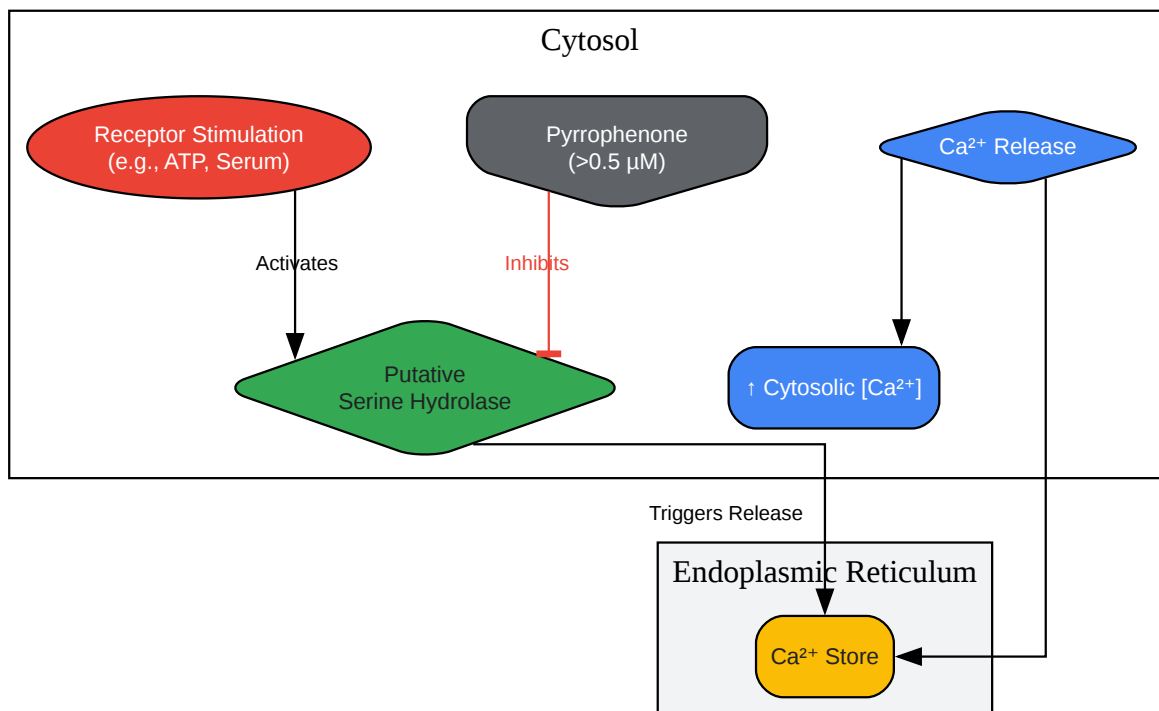 Cytosol
Receptor Stimulation
(e.g., ATP, Serum)
Pyrrophenone
(>0.5 µM)
Ca²⁺ Release
Activates
Inhibits
Putative
Serine Hydrolase
↑ Cytosolic [Ca²⁺]
Triggers Release
Endoplasmic Reticulum
Ca²⁺ Store